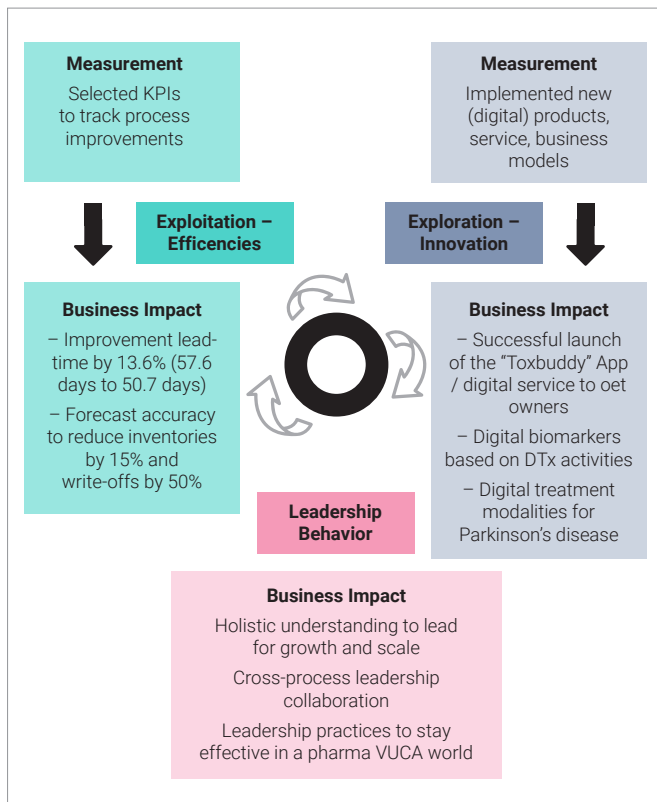 Measurement
Selected KPIs
to track process
improvements
Measurement
Implemented new
(digital) products,
service, business
models
Exploitation –
Efficencies
Exploration –
Innovation
Business Impact
– Improvement lead-
time by 13.6% (57.6
days to 50.7 days)
– Forecast accuracy
to reduce inventories
by 15% and
write-offs by 50%
Business Impact
– Successful launch
of the “Toxbuddy” App
/ digital service to oet
owners
– Digital biomarkers
based on DTx activities
– Digital treatment
modalities for
Parkinson’s disease
Leadership
Behavior
Business Impact
Holistic understanding to lead
for growth and scale
Cross-process leadership
collaboration
Leadership practices to stay
effective in a pharma VUCA world